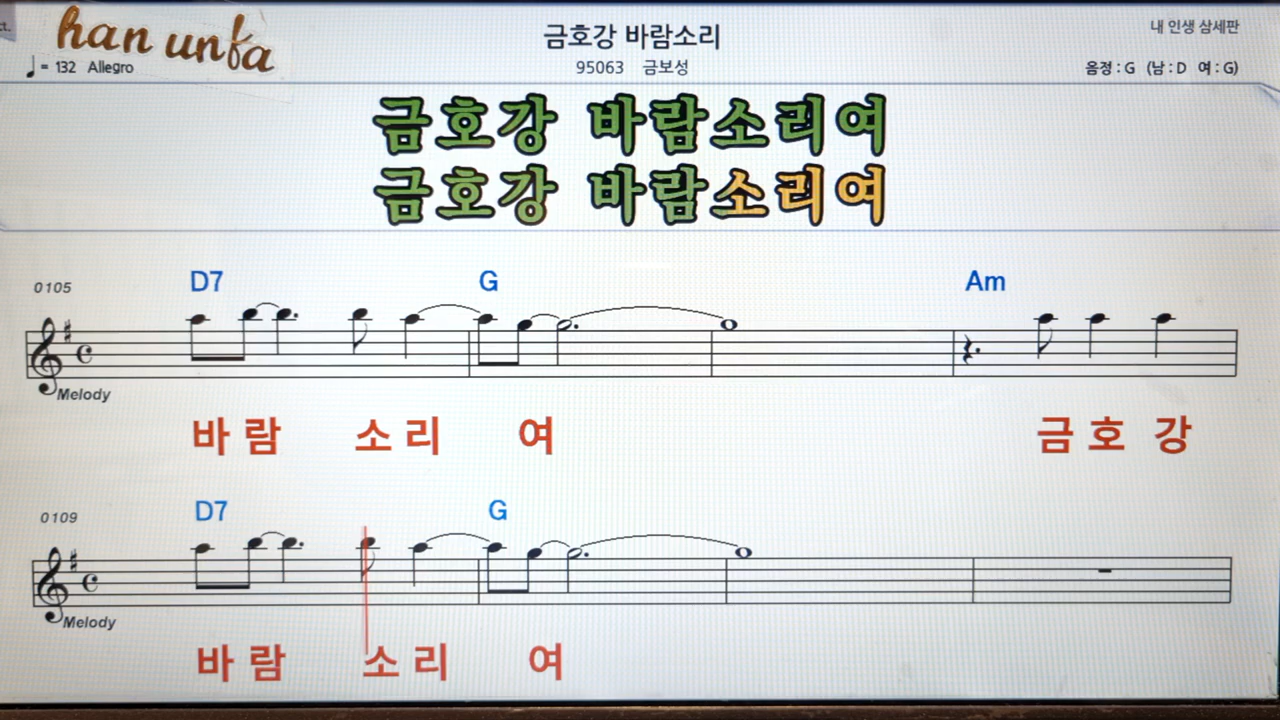 ct.
han unfa
금호강 바람소리
내 인생 삼세판
♩= 132 Allegro
95063 금보성
음정 : G (남 : D 여 : G)
금호강 바람소리여
금호강 바람소리여
0105
D7 G Am
Melody
바 람 소 리 여 금 호 강
0109
D7 G
Melody
바 람 소 리 여